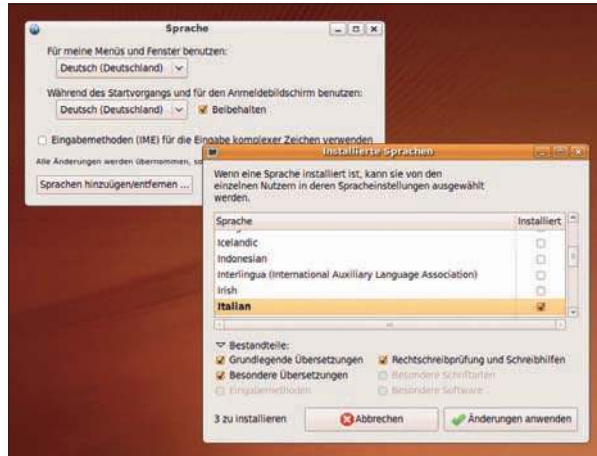 Sprache
Für meine Menüs und Fenster benutzen:
Deutsch (Deutschland)
Während des Startvorgangs und für den Anmeldebildschirm benutzen:
Deutsch (Deutschland) Beibehalten
Eingabemethoden (IME) für die Eingabe komplexer Zeichen verwenden
Alle Änderungen werden übernommen, so
Sprachen hinzuügen/entfernen ...
Installierte Sprachen
Wenn eine Sprache installiert ist, kann sie von den
einzelnen Nutzern in deren Spracheinstellungen ausgewählt
werden.
Sprache Installiert
Icelandic
Indonesian
Interlingua (International Auxiliary Language Association)
Irish
Italian
Bestandteile:
Grundlegende Übersetzungen Rechtschreibprüfung und Schreibhilfen
Besondere Übersetzungen Besondere Schriftarten
Eingabemethoden Besondere Software
3 zu installieren Abbrechen Änderungen anwenden